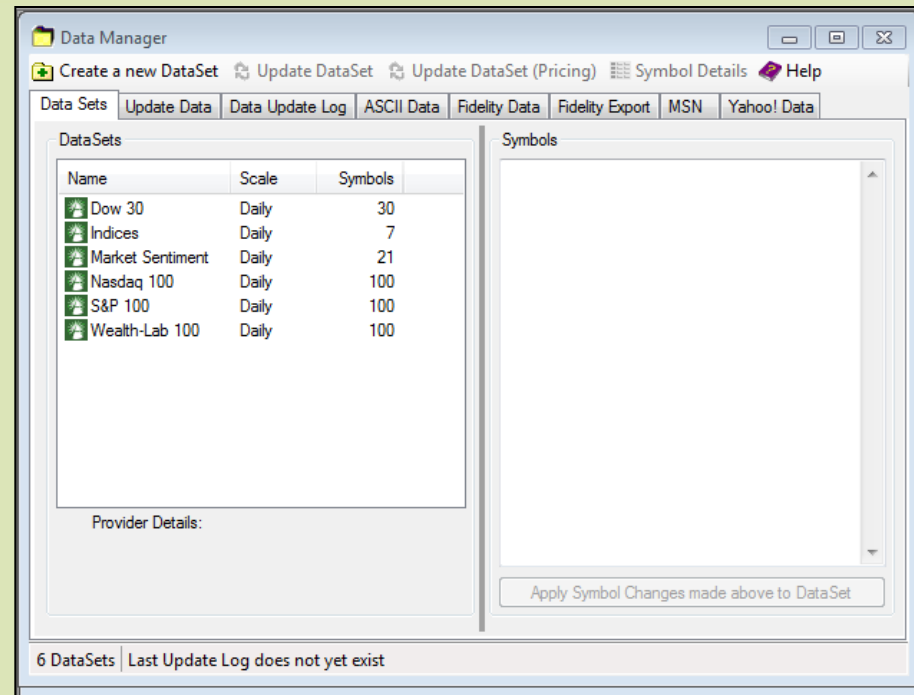 Data Manager
Create a new DataSet Update DataSet Update DataSet (Pricing) Symbol Details Help
Data Sets Update Data Data Update Log ASCII Data Fidelity Data Fidelity Export MSN Yahoo! Data
DataSets
Name Scale Symbols
Dow 30 Daily 30
Indices Daily 7
Market Sentiment Daily 21
Nasdaq 100 Daily 100
S&P 100 Daily 100
Wealth-Lab 100 Daily 100
Provider Details:
Symbols
Apply Symbol Changes made above to DataSet
6 DataSets Last Update Log does not yet exist